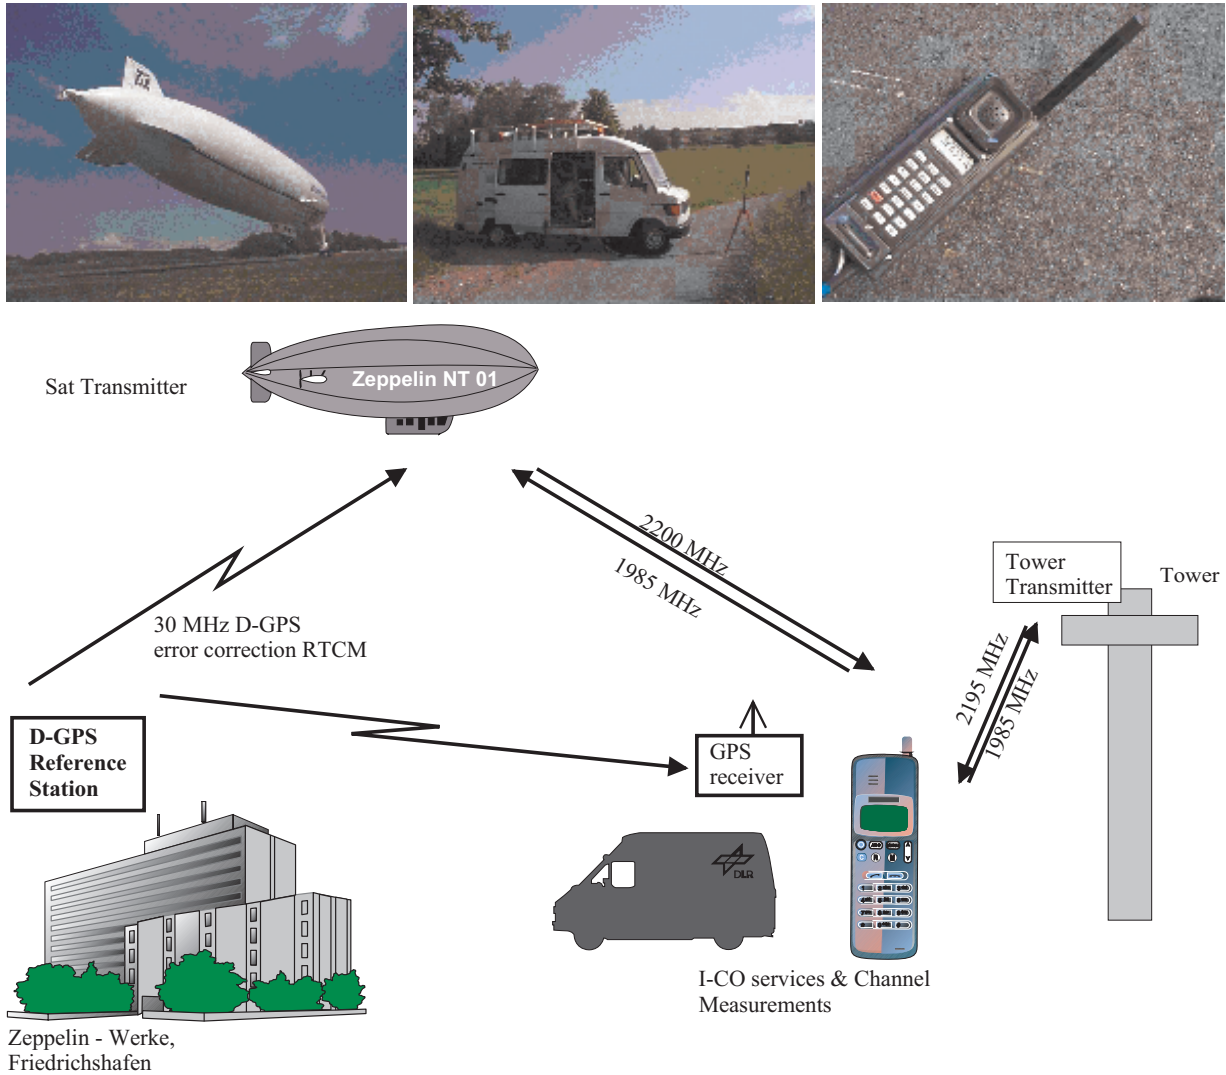 Sat Transmitter
Zeppelin NT 01
2200 MHz
1985 MHz
Tower
Transmitter
Tower
30 MHz D-GPS
error correction RTCM
2195 MHz
1985 MHz
D-GPS
Reference
Station
GPS
receiver
DLR
I-CO services & Channel
Measurements
Zeppelin - Werke,
Friedrichshafen